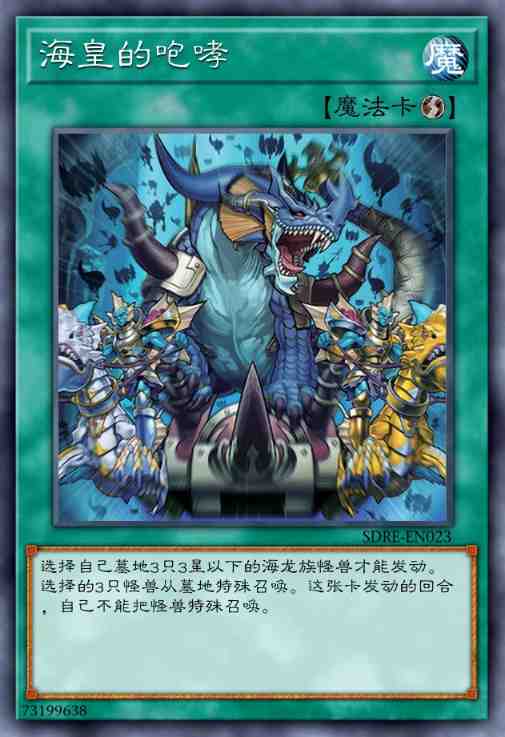 海皇的咆哮
魔
【魔法卡】
SDRE-EN023
选择自己墓地3只3星以下的海龙族怪兽才能发动。
选择的3只怪兽从墓地特殊召唤。这张卡发动的回合
，自己不能把怪兽特殊召唤。
73199638